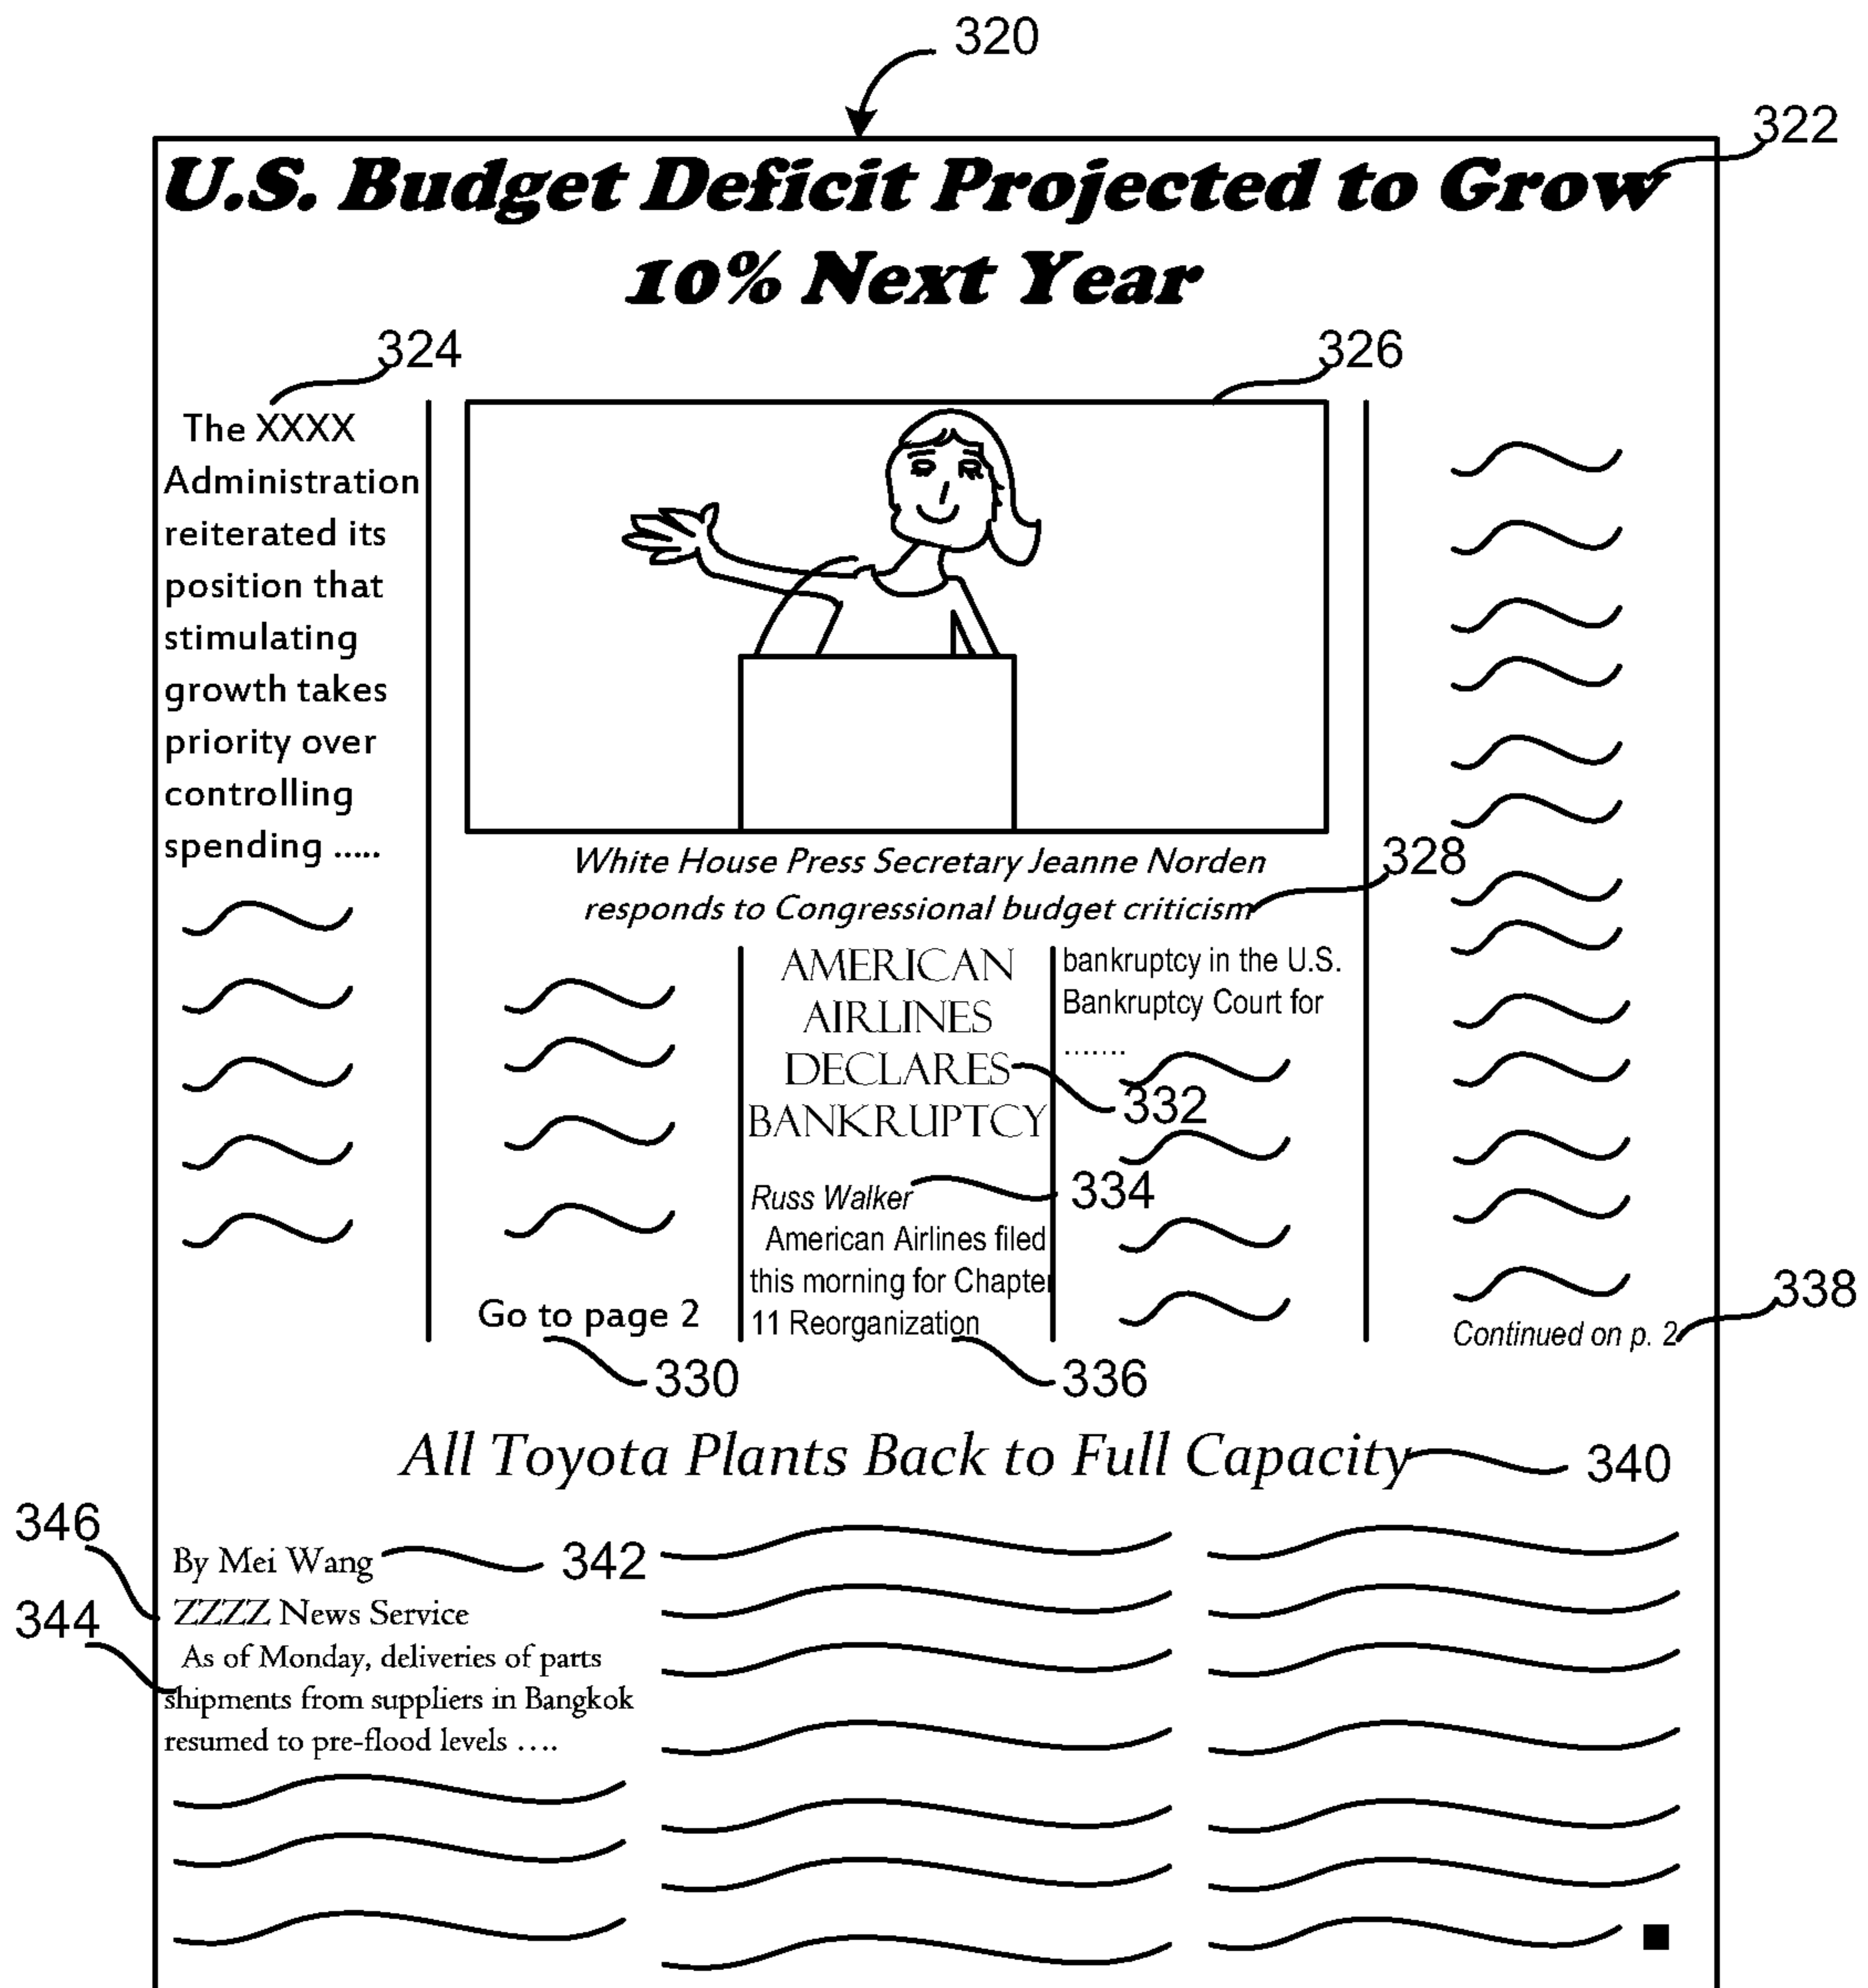 320
322
U.S. Budget Deficit Projected to Grow
10% Next Year
324
326
The XXXX
Administration
reiterated its
position that
stimulating
growth takes
priority over
controlling
spending .....
White House Press Secretary Jeanne Norden
responds to Congressional budget criticism
328
Go to page 2
330
AMERICAN
AIRLINES
DECLARES
BANKRUPTCY
332
Russ Walker
334
American Airlines filed
this morning for Chapter
11 Reorganization
336
bankruptcy in the U.S.
Bankruptcy Court for
.......
Continued on p. 2
338
All Toyota Plants Back to Full Capacity
340
346
By Mei Wang
342
ZZZZ News Service
344
As of Monday, deliveries of parts
shipments from suppliers in Bangkok
resumed to pre-flood levels ....